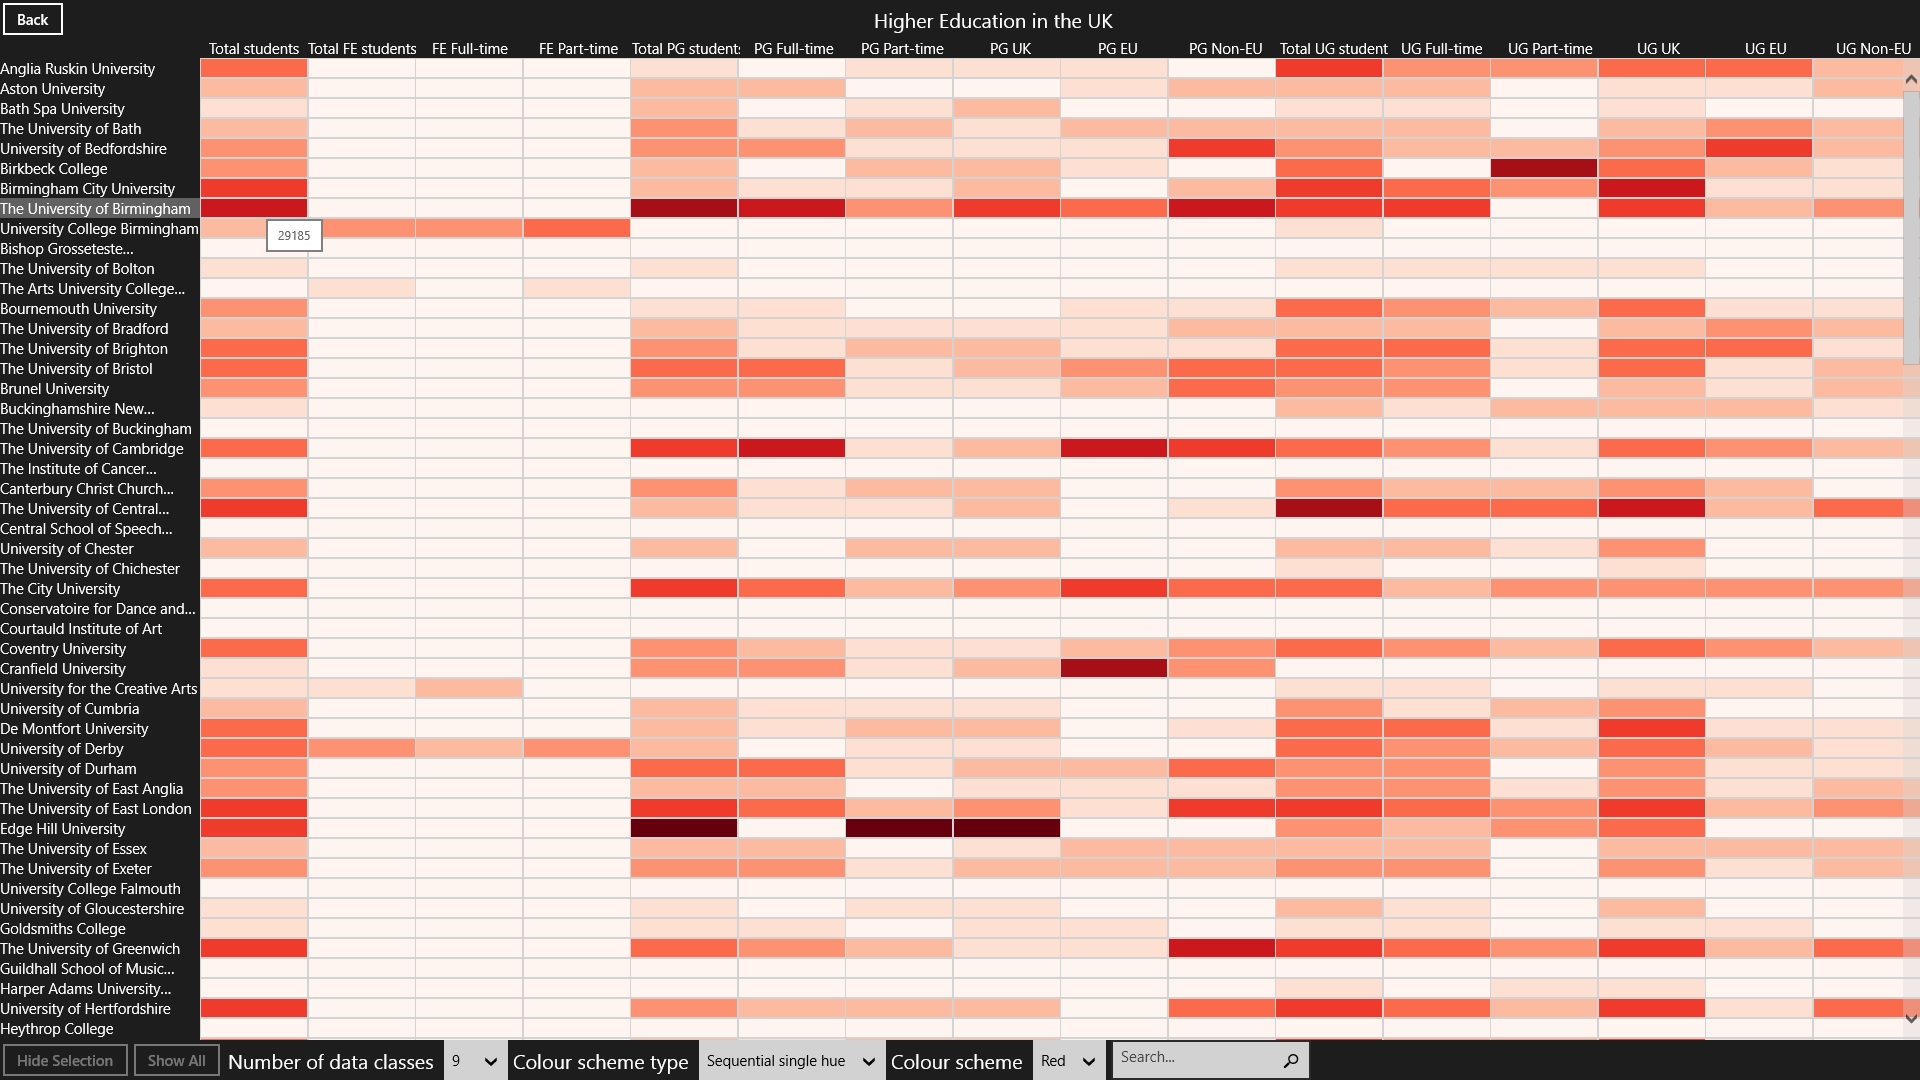 Back
Higher Education in the UK
Total students Total FE students FE Full-time FE Part-time Total PG students PG Full-time PG Part-time PG UK PG EU PG Non-EU Total UG student UG Full-time UG Part-time UG UK UG EU UG Non-EU
Anglia Ruskin University
Aston University
Bath Spa University
The University of Bath
University of Bedfordshire
Birkbeck College
Birmingham City University
The University of Birmingham
University College Birmingham
29185
Bishop Grosseteste...
The University of Bolton
The Arts University College...
Bournemouth University
The University of Bradford
The University of Brighton
The University of Bristol
Brunel University
Buckinghamshire New...
The University of Buckingham
The University of Cambridge
The Institute of Cancer...
Canterbury Christ Church...
The University of Central...
Central School of Speech...
University of Chester
The University of Chichester
The City University
Conservatoire for Dance and...
Courtauld Institute of Art
Coventry University
Cranfield University
University for the Creative Arts
University of Cumbria
De Montfort University
University of Derby
University of Durham
The University of East Anglia
The University of East London
Edge Hill University
The University of Essex
The University of Exeter
University College Falmouth
University of Gloucestershire
Goldsmiths College
The University of Greenwich
Guildhall School of Music...
Harper Adams University...
University of Hertfordshire
Heythrop College
Hide Selection Show All Number of data classes 9 Colour scheme type Sequential single hue Colour scheme Red Search...